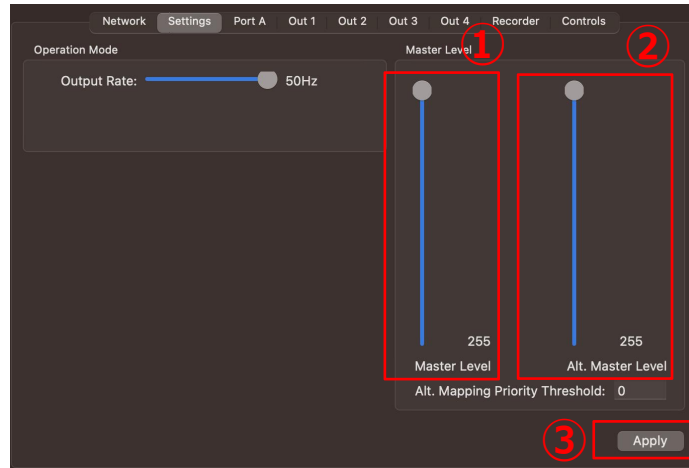 Network Settings Port A Out 1 Out 2 Out 3 Out 4 Recorder Controls
Operation Mode
Output Rate: 50Hz
Master Level
① ②
255 255
Master Level Alt. Master Level
Alt. Mapping Priority Threshold: 0
③ Apply